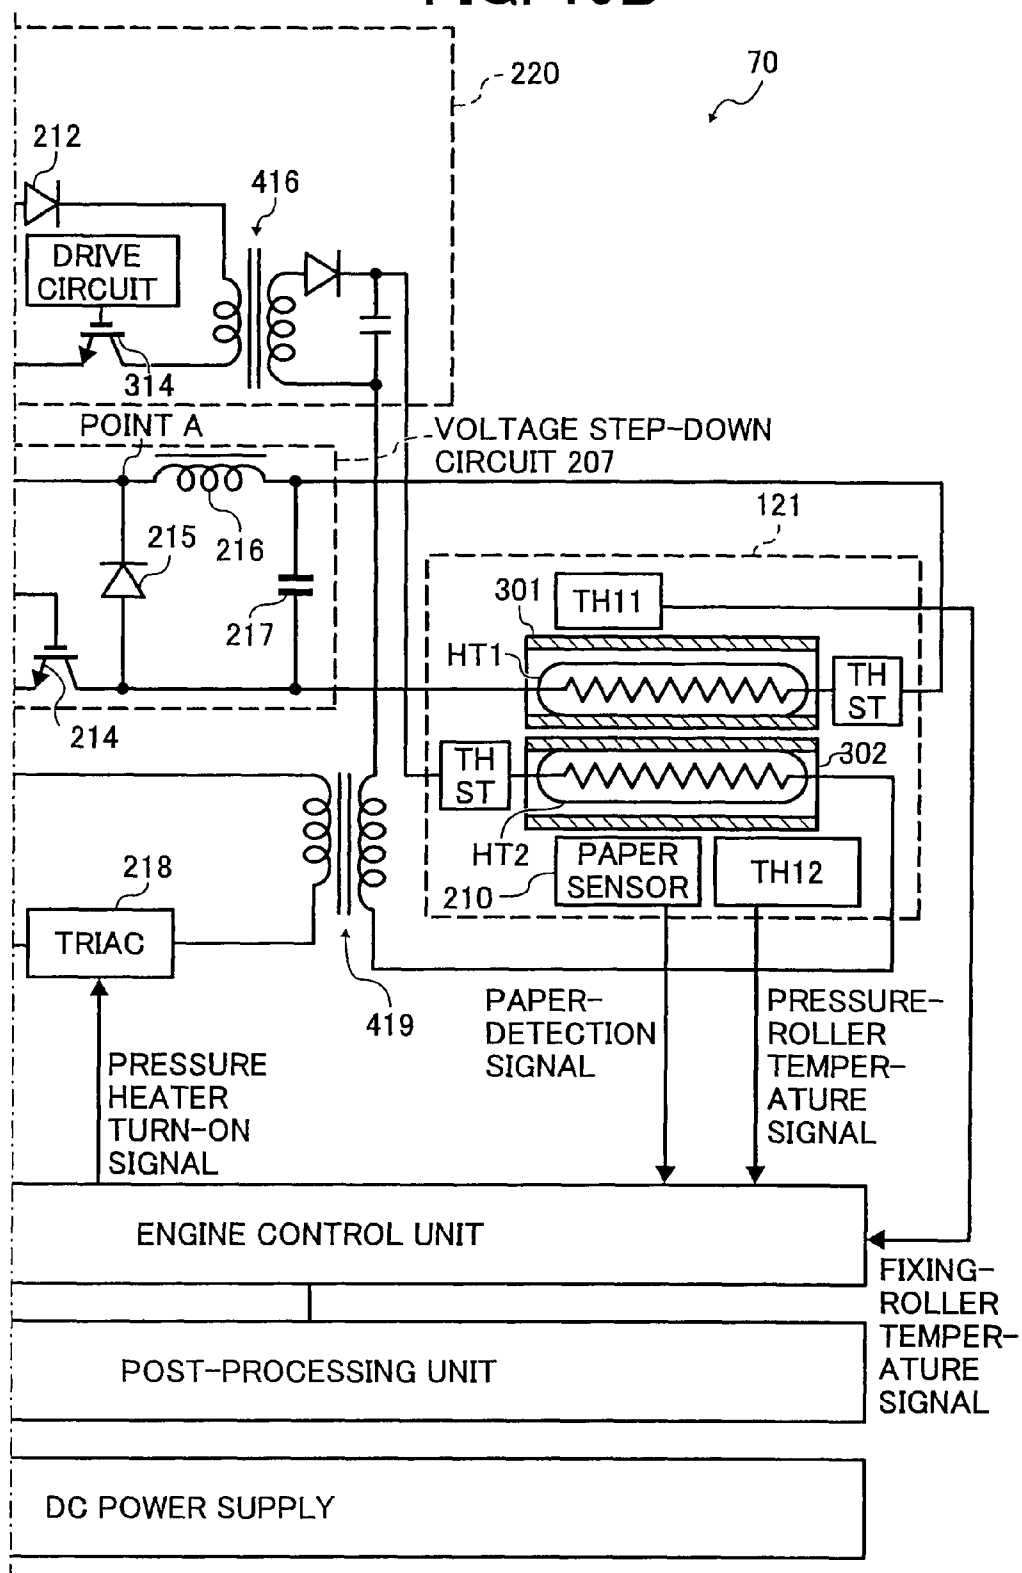 70
220
212
416
DRIVE
CIRCUIT
314
POINT A
VOLTAGE STEP-DOWN
CIRCUIT 207
121
215
216
301
TH11
217
HT1
TH
ST
214
TH
ST
302
HT2
PAPER
SENSOR
TH12
218
210
TRIAC
419
PAPER-
DETECTION
SIGNAL
PRESSURE-
ROLLER
TEMPER-
ATURE
SIGNAL
PRESSURE
HEATER
TURN-ON
SIGNAL
ENGINE CONTROL UNIT
FIXING-
ROLLER
TEMPER-
ATURE
SIGNAL
POST-PROCESSING UNIT
DC POWER SUPPLY